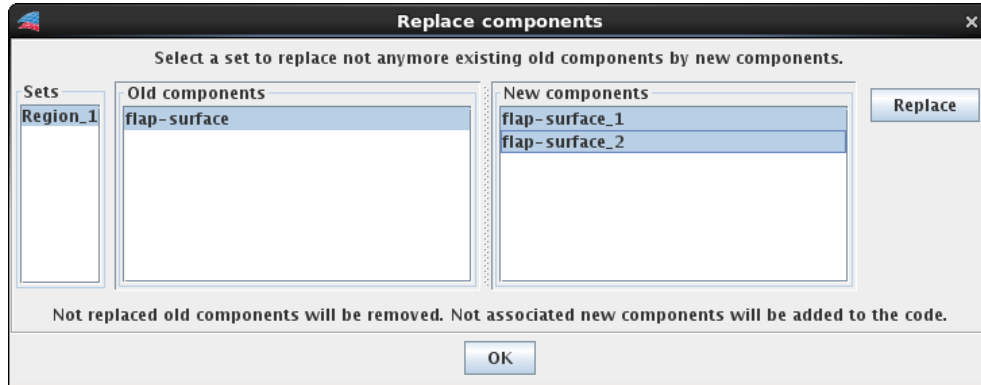 Replace components
Select a set to replace not anymore existing old components by new components.
Sets
Region_1
Old components
flap-surface
New components
flap-surface_1
flap-surface_2
Replace
Not replaced old components will be removed. Not associated new components will be added to the code.
OK